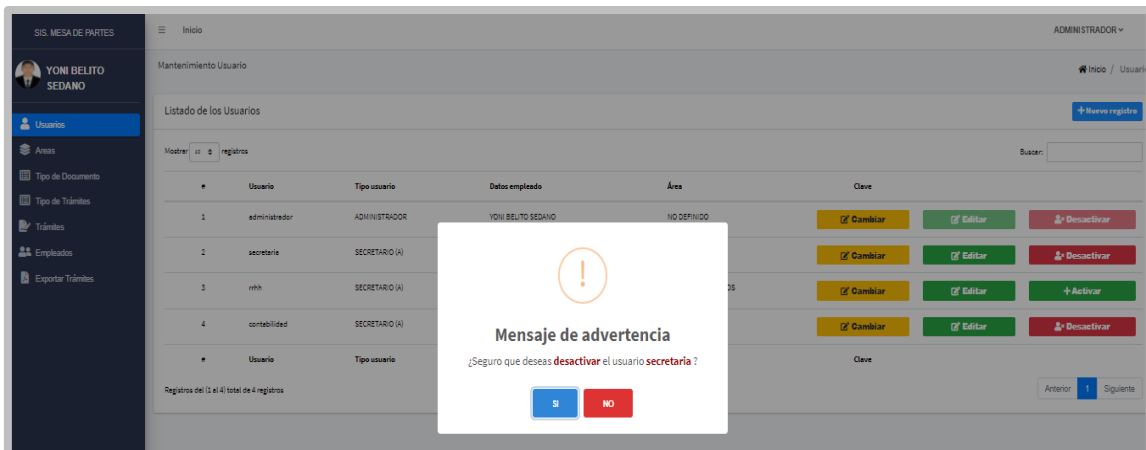 SIS. MESA DE PARTES
Inicio
ADMINISTRADOR
YONI BELITO
SEDANO
Usuarios
Areas
Tipo de Documento
Tipo de Trámites
Trámites
Empleados
Exportar Trámites
Mantenimiento Usuario
Inicio / Usuari
Listado de los Usuarios
+Nuevo registro
Mostrar 10 registros
Buscar:
# Usuario Tipo usuario Datos empleado Área Clave
1 administrador ADMINISTRADOR YONI BELITO SEDANO NO DEFINIDO Cambiar Editar Desactivar
2 secretaria SECRETARIO (A) Cambiar Editar Desactivar
3 rrhh SECRETARIO (A) OS Cambiar Editar +Activar
4 contabilidad SECRETARIO (A) Cambiar Editar Desactivar
# Usuario Tipo usuario Clave
Registros del (1 al 4) total de 4 registros
Anterior 1 Siguiente
!
Mensaje de advertencia
¿Seguro que deseas desactivar el usuario secretaria ?
SI NO